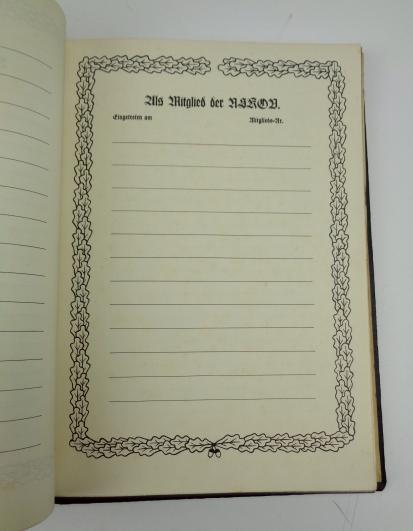 Als Mitglied der NSKOV.
Eingetreten am Mitglieds-Nr.